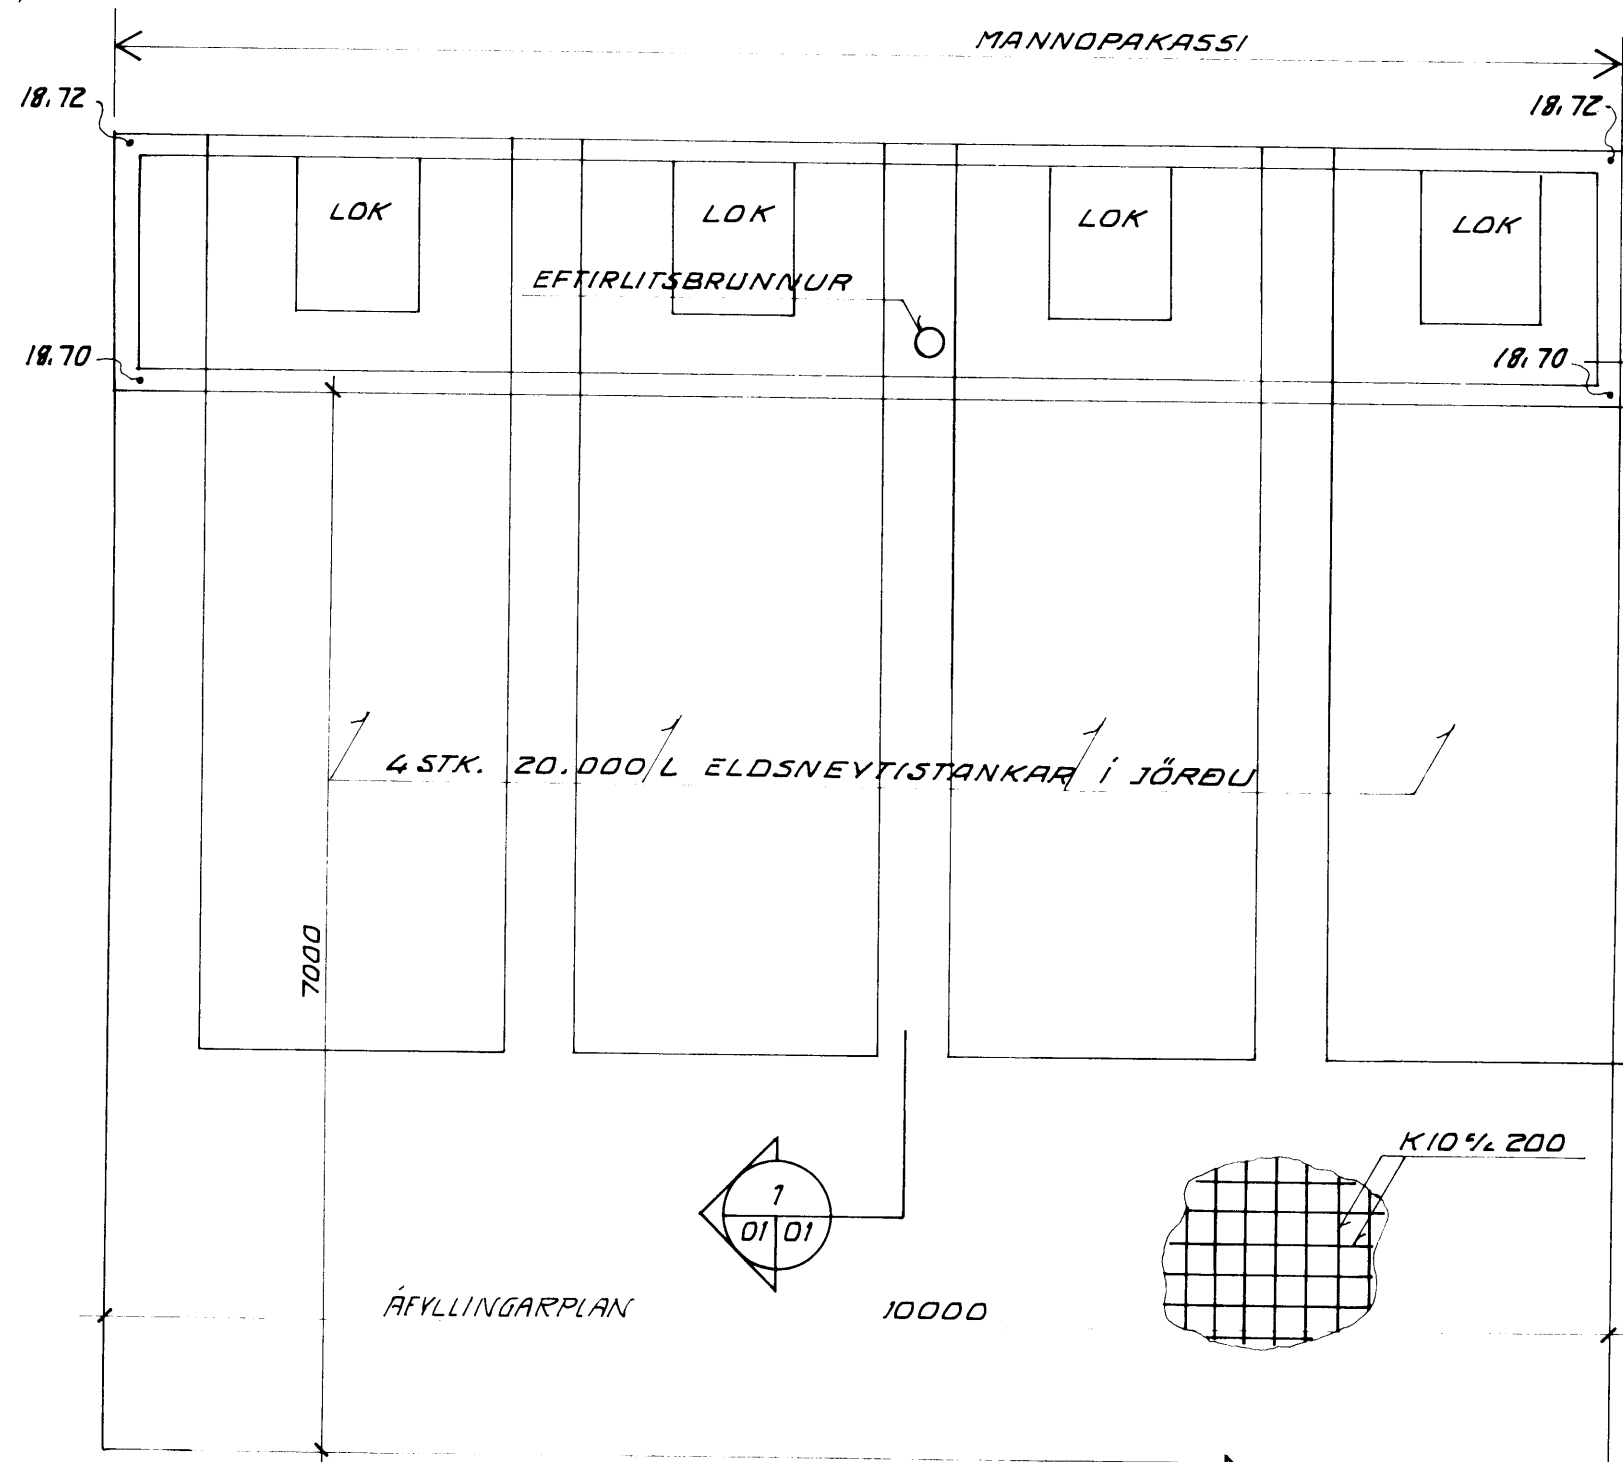 MANNOPAKASSI
18.72
18.72
LOK
LOK
LOK
LOK
EFTIRLITSBRUNNUR
18.70
18.70
4 STK. 20.000 L ELDSNEYTISTANKAR Í JÖRÐU
7000
K10 c/c 200
1
01 01
ÁFYLLINGARPLAN
10000